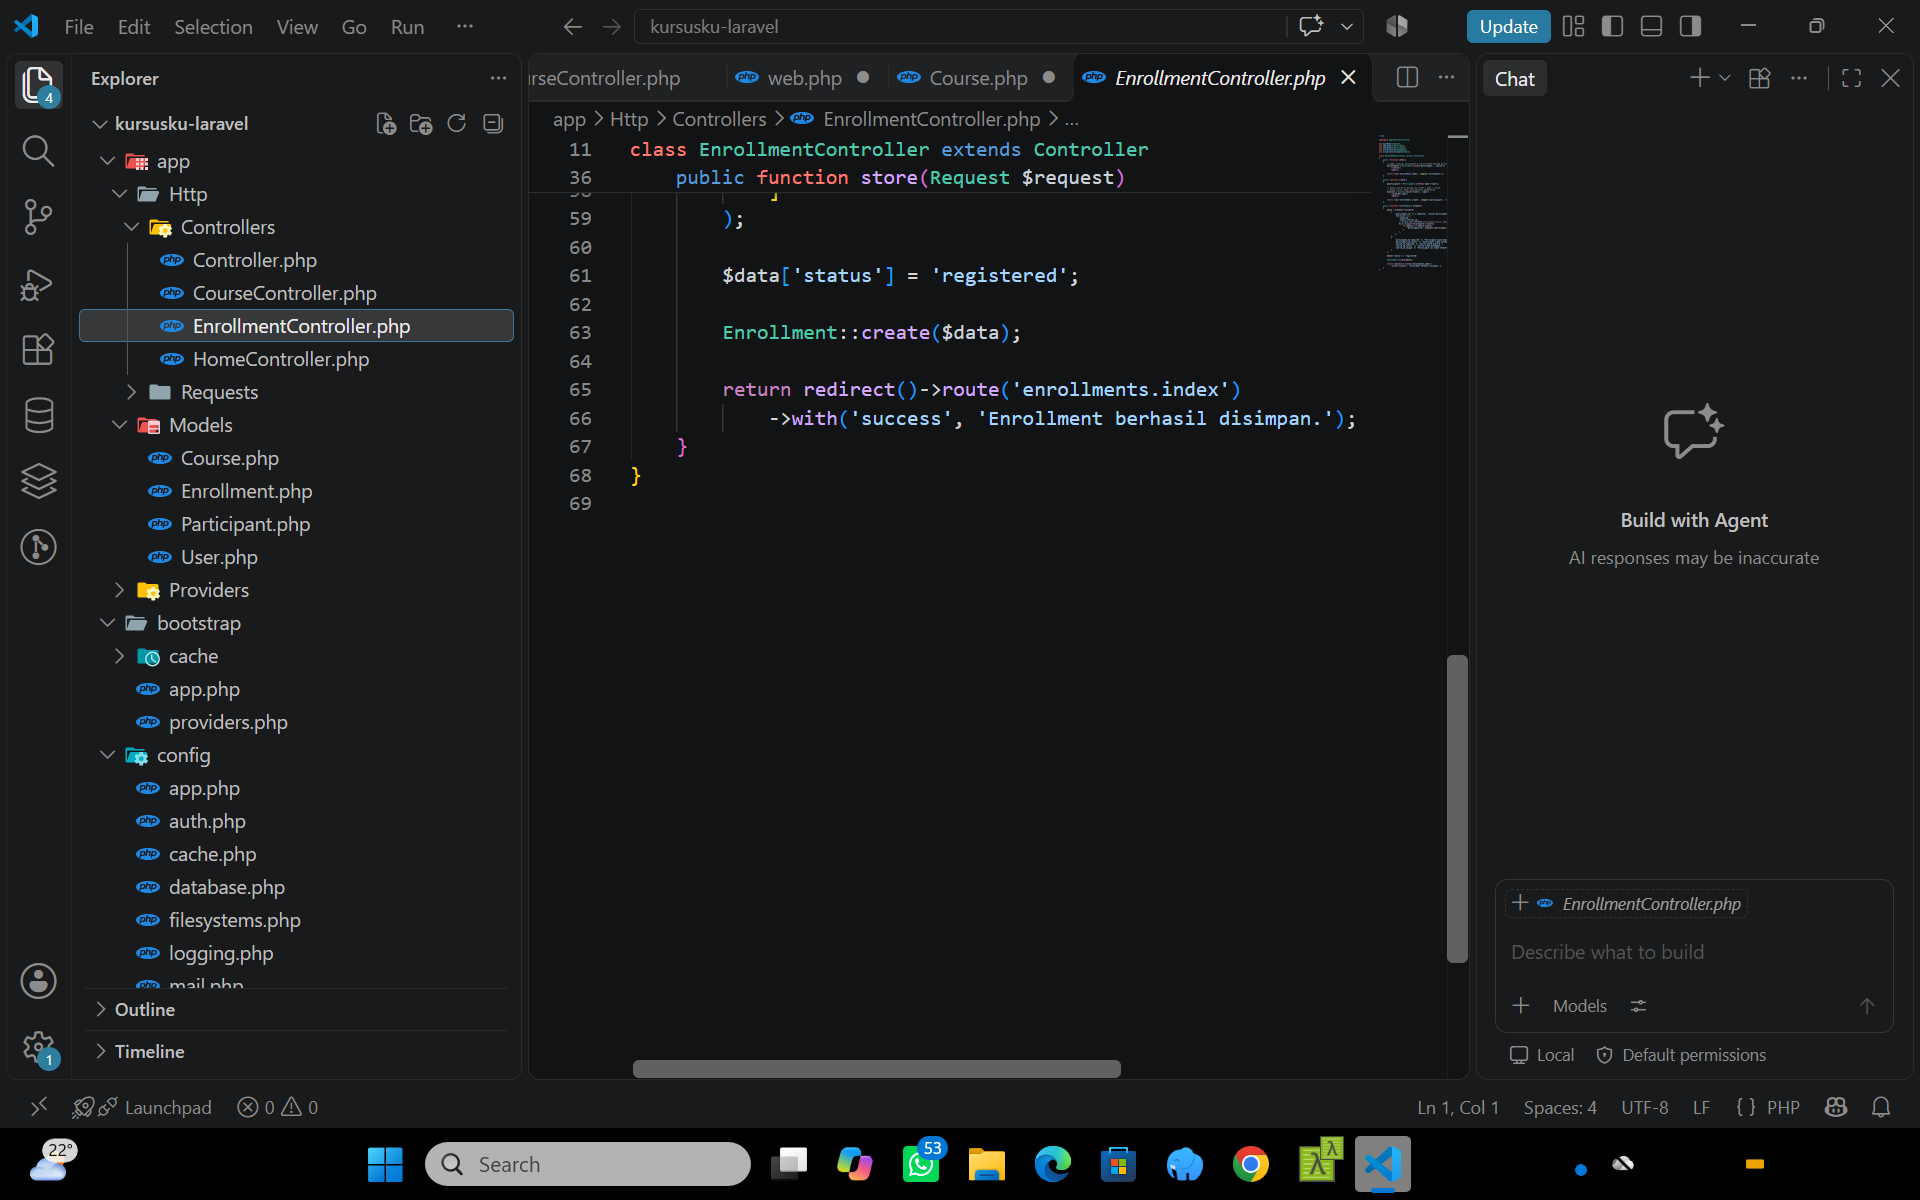 File Edit Selection View Go Run ...
kursusku-laravel
Update
Explorer
4
kursusku-laravel
app
Http
Controllers
Controller.php
CourseController.php
EnrollmentController.php
HomeController.php
Requests
Models
Course.php
Enrollment.php
Participant.php
User.php
Providers
bootstrap
cache
app.php
providers.php
config
app.php
auth.php
cache.php
database.php
filesystems.php
logging.php
mail.php
Outline
Timeline
1
rseController.php web.php Course.php EnrollmentController.php
app > Http > Controllers > EnrollmentController.php > ...
11 class EnrollmentController extends Controller
36 public function store(Request $request)
58 ]
59 );
60
61 $data['status'] = 'registered';
62
63 Enrollment::create($data);
64
65 return redirect()->route('enrollments.index')
66 ->with('success', 'Enrollment berhasil disimpan.');
67 }
68 }
69
Chat
Build with Agent
AI responses may be inaccurate
EnrollmentController.php
Describe what to build
Models
Local Default permissions
Launchpad 0 0
Ln 1, Col 1 Spaces: 4 UTF-8 LF { } PHP
22°
Search
53